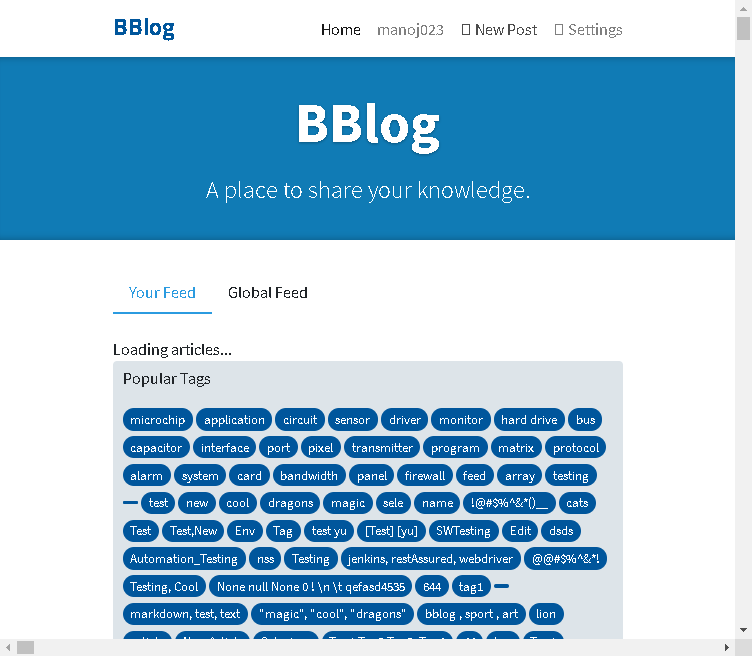 BBlog Home manoj023 New Post Settings
BBlog
A place to share your knowledge.
Your Feed Global Feed
Loading articles...
Popular Tags
microchip application circuit sensor driver monitor hard drive bus
capacitor interface port pixel transmitter program matrix protocol
alarm system card bandwidth panel firewall feed array testing
test new cool dragons magic sele name !@#$%^&*()__ cats
Test Test,New Env Tag test yu [Test] [yu] SWTesting Edit dsds
Automation_Testing nss Testing jenkins, restAssured, webdriver @@#$%^&*!
Testing, Cool None null None 0 ! \n \t qefasd4535 644 tag1
markdown, test, text "magic", "cool", "dragons" bblog , sport , art lion